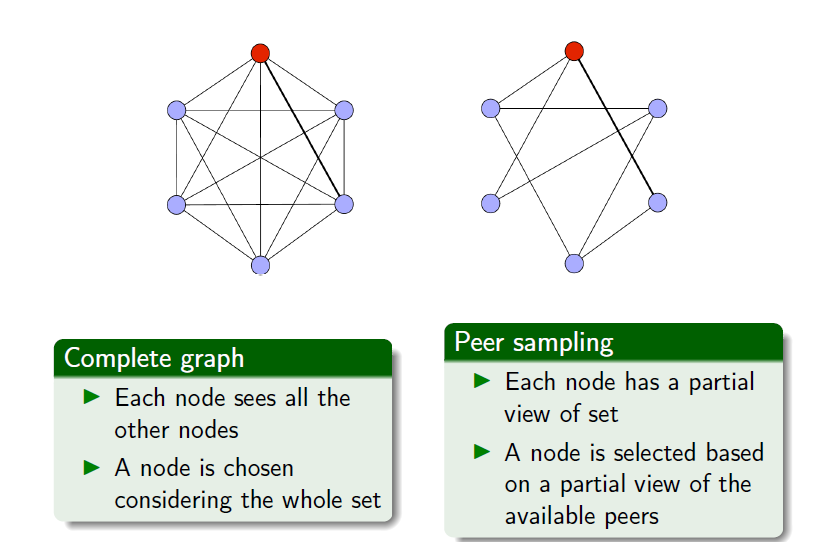 Complete graph
Each node sees all the
other nodes
A node is chosen
considering the whole set
Peer sampling
Each node has a partial
view of set
A node is selected based
on a partial view of the
available peers